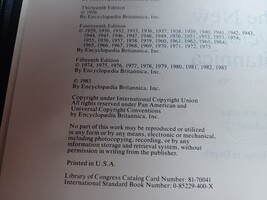 Thirteenth Edition
© 1926
By Encyclopædia Britannica, Inc.
Fourteenth Edition
© 1929, 1930, 1932, 1933, 1936, 1937, 1938, 1939, 1940, 1941, 1942, 1943,
1944, 1945, 1946, 1947, 1948, 1949, 1950, 1951, 1952, 1953, 1954,
1955, 1956, 1957, 1958, 1959, 1960, 1961, 1962, 1963, 1964,
1965, 1966, 1967, 1968, 1969, 1970, 1971, 1972, 1973
By Encyclopædia Britannica, Inc.
Fifteenth Edition
© 1974, 1975, 1976, 1977, 1978, 1979, 1980, 1981, 1982, 1983
By Encyclopædia Britannica, Inc.
© 1983
By Encyclopædia Britannica, Inc.
Copyright under International Copyright Union
All rights reserved under Pan American and
Universal Copyright Conventions
by Encyclopædia Britannica, Inc.
No part of this work may be reproduced or utilized
in any form or by any means, electronic or mechanical,
including photocopying, recording, or by any
information storage and retrieval system, without
permission in writing from the publisher.
Printed in U.S.A.
Library of Congress Catalog Card Number: 81-70041
International Standard Book Number: 0-85229-400-X